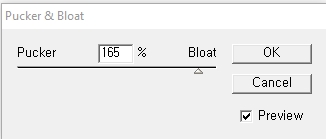 Pucker & Bloat
Pucker 165 % Bloat
OK
Cancel
Preview